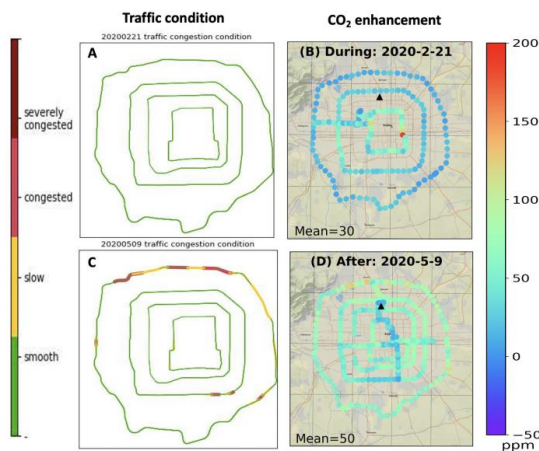 Traffic condition
CO₂ enhancement
20200221 traffic congestion condition
A
(B) During: 2020-2-21
Mean=30
20200509 traffic congestion condition
C
(D) After: 2020-5-9
Mean=50
severely
congested
congested
slow
smooth
-
200
150
100
50
0
−50
ppm